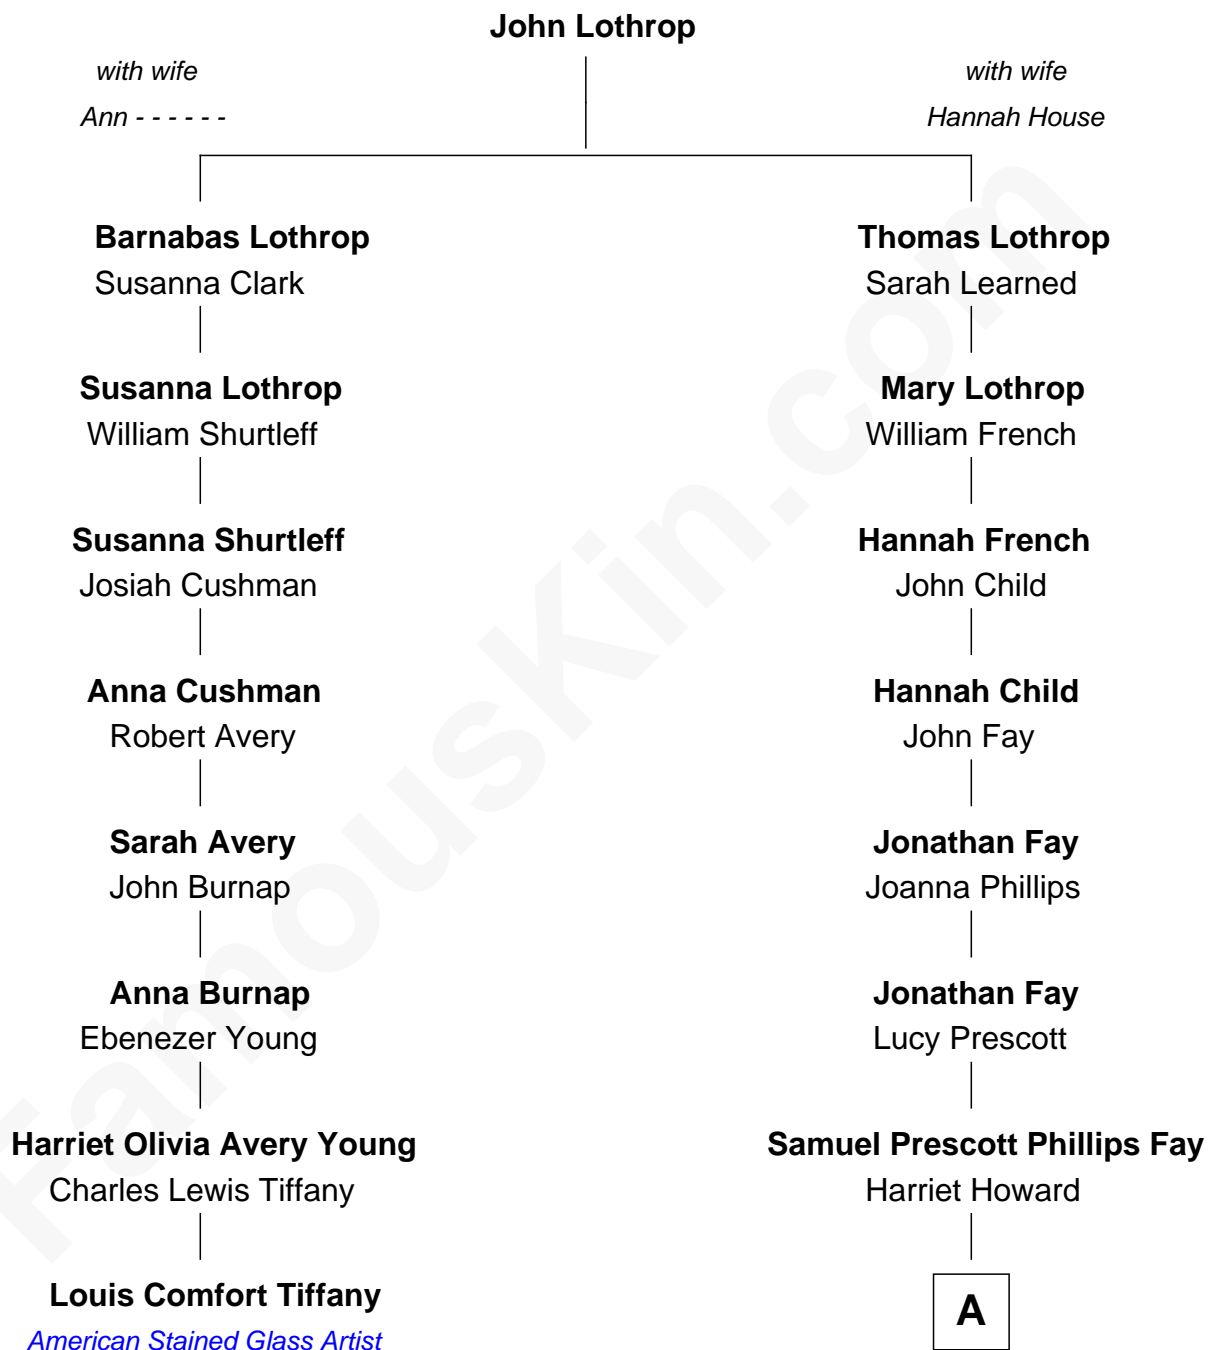 John Lothrop
with wife
Ann - - - - - -
with wife
Hannah House
Barnabas Lothrop
Susanna Clark
Thomas Lothrop
Sarah Learned
Susanna Lothrop
William Shurtleff
Mary Lothrop
William French
Susanna Shurtleff
Josiah Cushman
Hannah French
John Child
Anna Cushman
Robert Avery
Hannah Child
John Fay
Sarah Avery
John Burnap
Jonathan Fay
Joanna Phillips
Anna Burnap
Ebenezer Young
Jonathan Fay
Lucy Prescott
Harriet Olivia Avery Young
Charles Lewis Tiffany
Samuel Prescott Phillips Fay
Harriet Howard
Louis Comfort Tiffany
American Stained Glass Artist
A
FamousKin.com